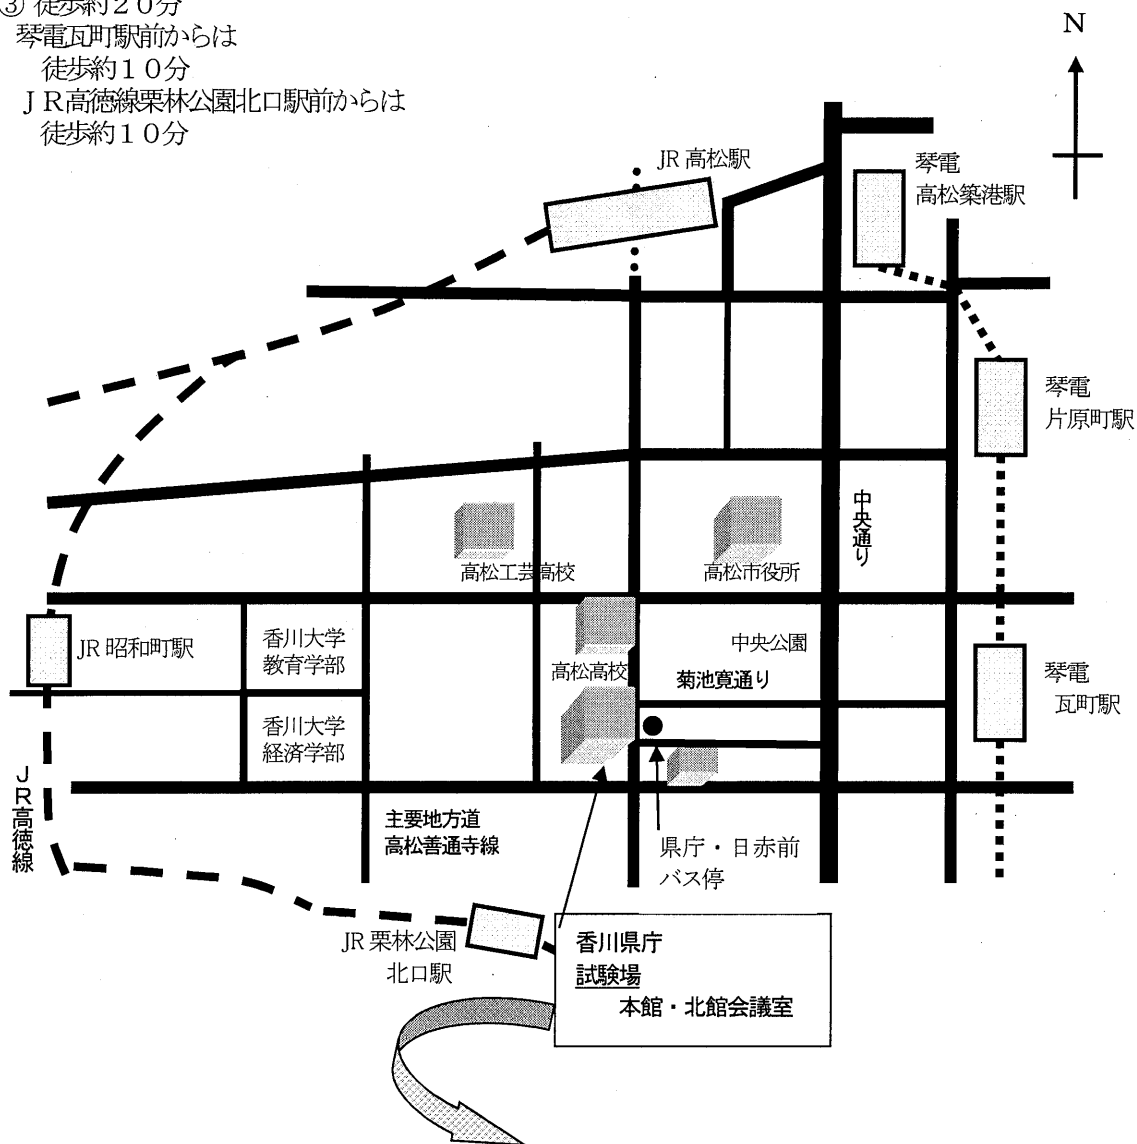 ③ 徒歩約２０分
琴電瓦町駅前からは
徒歩約１０分
ＪＲ高徳線栗林公園北口駅前からは
徒歩約１０分
N
JR 高松駅
琴電
高松築港駅
琴電
片原町駅
中央通り
高松工芸高校
高松市役所
JR 昭和町駅
香川大学
教育学部
高松高校
中央公園
菊池寛通り
琴電
瓦町駅
香川大学
経済学部
ＪＲ高徳線
主要地方道
高松善通寺線
県庁・日赤前
バス停
JR 栗林公園
北口駅
香川県庁
試験場
本館・北館会議室